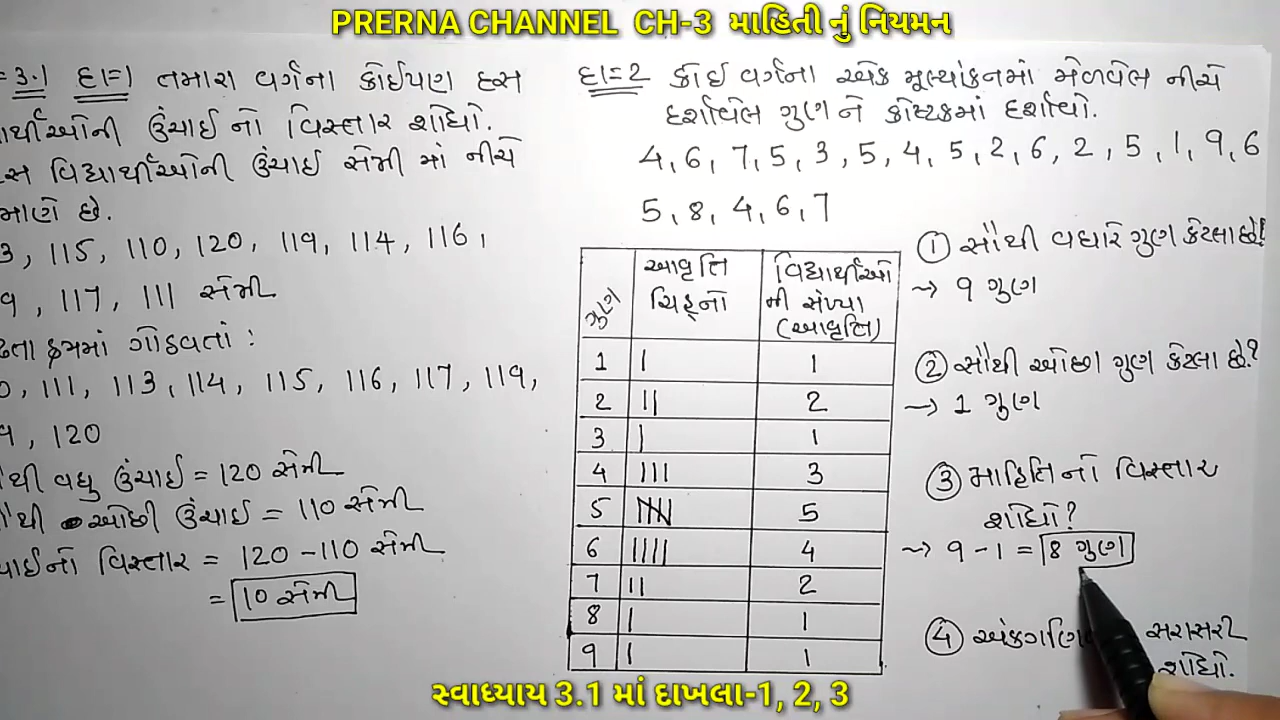 PRERNA CHANNEL CH-3 માહિતી નું નિયમન
= 3.1 દા=1 તમારા વર્ગના કોઈપણ દસ
ર્થીઓની ઉંચાઈ નો વિસ્તાર શોધો.
સ વિદ્યાર્થીઓની ઉંચાઈ સેમી માં નીચે
માણે છે.
3, 115, 110, 120, 119, 114, 116,
9, 117, 111 સેમી
તા ક્રમમાં ગોઠવતાં :
0, 111, 113, 114, 115, 116, 117, 119,
9, 120
થી વધુ ઉંચાઈ = 120 સેમી
થી ઓછી ઉંચાઈ = 110 સેમી
ચાઈનો વિસ્તાર = 120 - 110 સેમી
= 10 સેમી
દા=2 કોઈ વર્ગના એક મૂલ્યાંકનમાં મેળવેલ નીચે
દર્શાવેલ ગુણ ને કોષ્ટકમાં દર્શાવો.
4, 6, 7, 5, 3, 5, 4, 5, 2, 6, 2, 5, 1, 9, 6
5, 8, 4, 6, 7
ગુણ આવૃત્તિ ચિહ્નો વિદ્યાર્થીઓ ની સંખ્યા (આવૃત્તિ)
1 | 1
2 || 2
3 | 1
4 ||| 3
5 |||| 5
6 |||| 4
7 || 2
8 | 1
9 | 1
① સૌથી વધારે ગુણ કેટલા છે?
→ 9 ગુણ
② સૌથી ઓછા ગુણ કેટલા છે?
→ 1 ગુણ
③ માહિતિ નો વિસ્તાર
શોધો?
→ 9 - 1 = 8 ગુણ
④ અંકગણિ સરાસરી
શોધો.
સ્વાધ્યાય 3.1 માં દાખલા-1, 2, 3